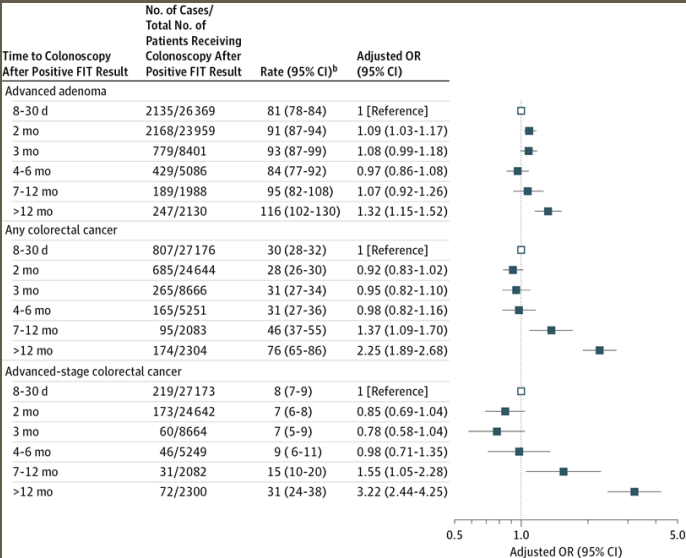 No. of Cases/
Total No. of
Patients Receiving
Time to Colonoscopy Colonoscopy After Adjusted OR
After Positive FIT Result Positive FIT Result Rate (95% CI)b (95% CI)
Advanced adenoma
8-30 d 2135/26369 81 (78-84) 1 [Reference]
2 mo 2168/23959 91 (87-94) 1.09 (1.03-1.17)
3 mo 779/8401 93 (87-99) 1.08 (0.99-1.18)
4-6 mo 429/5086 84 (77-92) 0.97 (0.86-1.08)
7-12 mo 189/1988 95 (82-108) 1.07 (0.92-1.26)
>12 mo 247/2130 116 (102-130) 1.32 (1.15-1.52)
Any colorectal cancer
8-30 d 807/27176 30 (28-32) 1 [Reference]
2 mo 685/24644 28 (26-30) 0.92 (0.83-1.02)
3 mo 265/8666 31 (27-34) 0.95 (0.82-1.10)
4-6 mo 165/5251 31 (27-36) 0.98 (0.82-1.16)
7-12 mo 95/2083 46 (37-55) 1.37 (1.09-1.70)
>12 mo 174/2304 76 (65-86) 2.25 (1.89-2.68)
Advanced-stage colorectal cancer
8-30 d 219/27173 8 (7-9) 1 [Reference]
2 mo 173/24642 7 (6-8) 0.85 (0.69-1.04)
3 mo 60/8664 7 (5-9) 0.78 (0.58-1.04)
4-6 mo 46/5249 9 ( 6-11) 0.98 (0.71-1.35)
7-12 mo 31/2082 15 (10-20) 1.55 (1.05-2.28)
>12 mo 72/2300 31 (24-38) 3.22 (2.44-4.25)
0.5 1.0 5.0
Adjusted OR (95% CI)